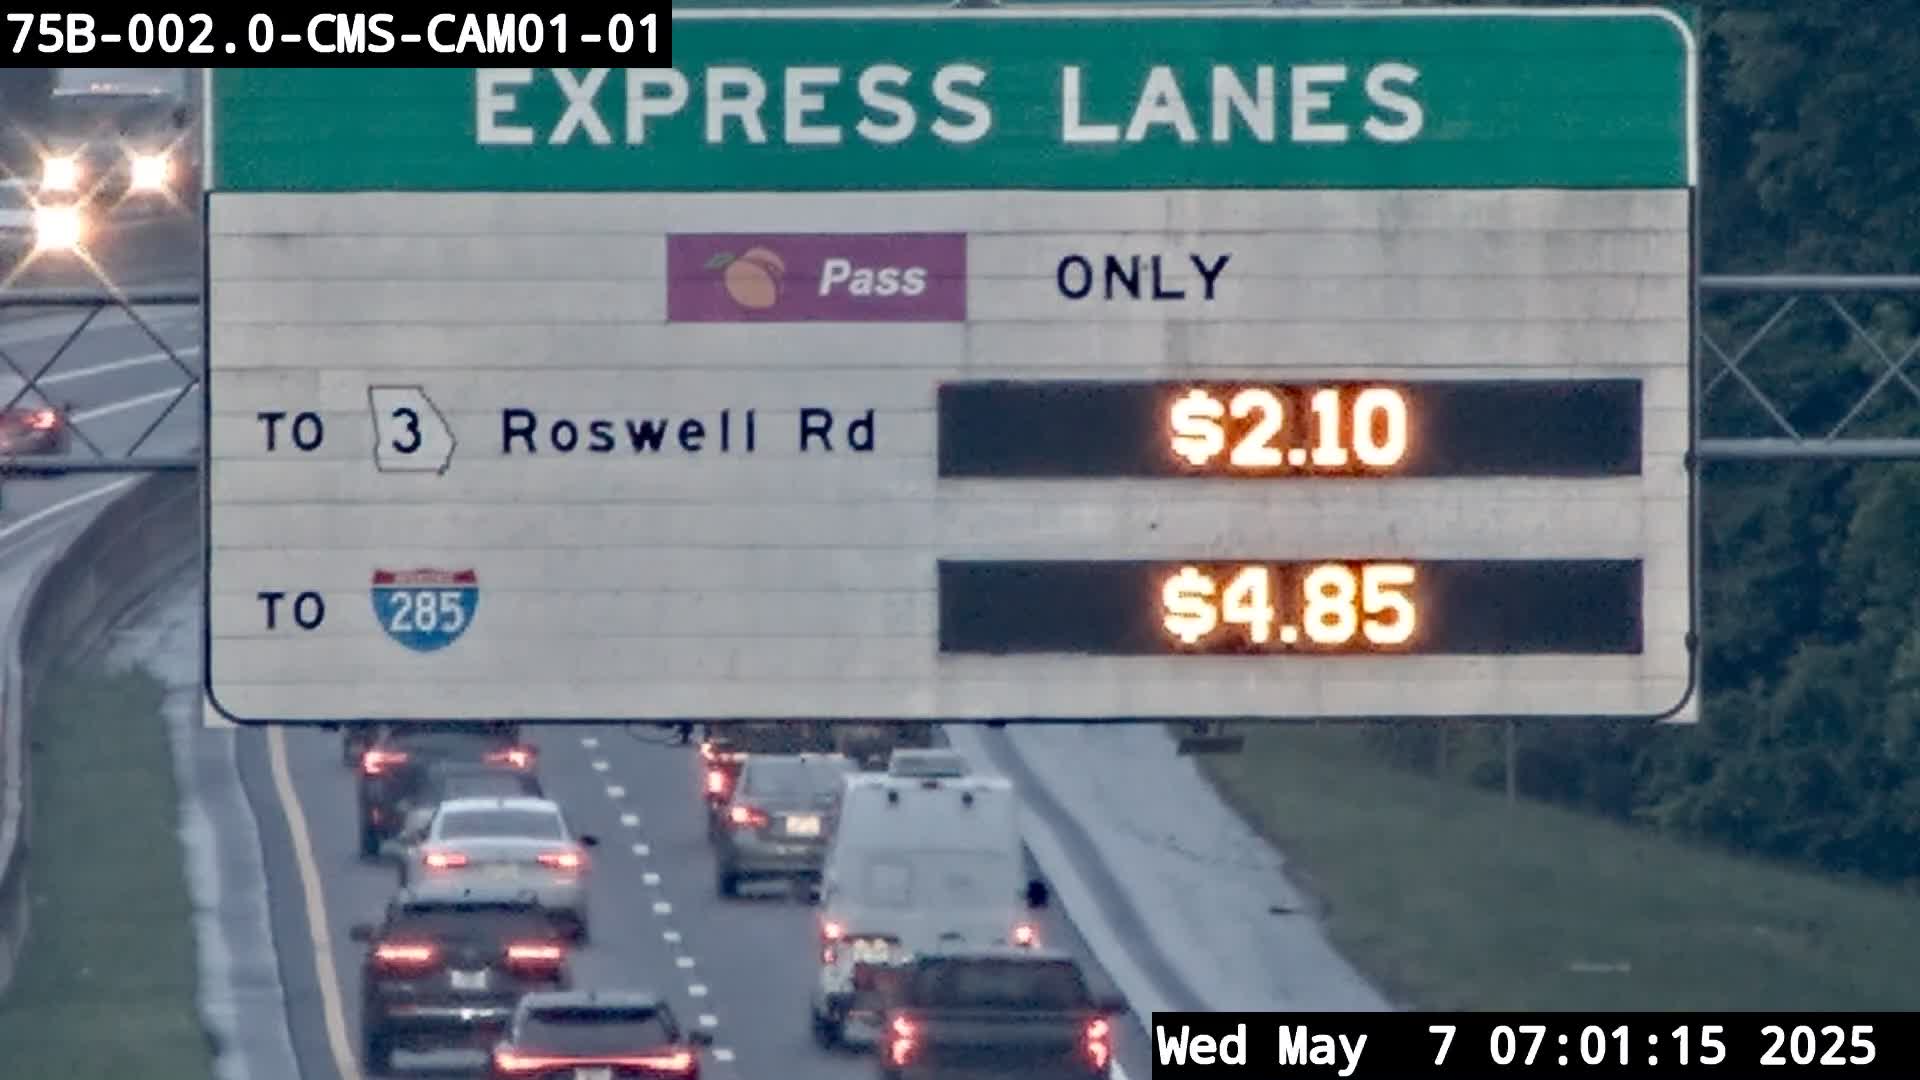 75B-002.0-CMS-CAM01-01
EXPRESS LANES
Pass ONLY
TO 3 Roswell Rd $2.10
TO 285 $4.85
Wed May 7 07:01:15 2025